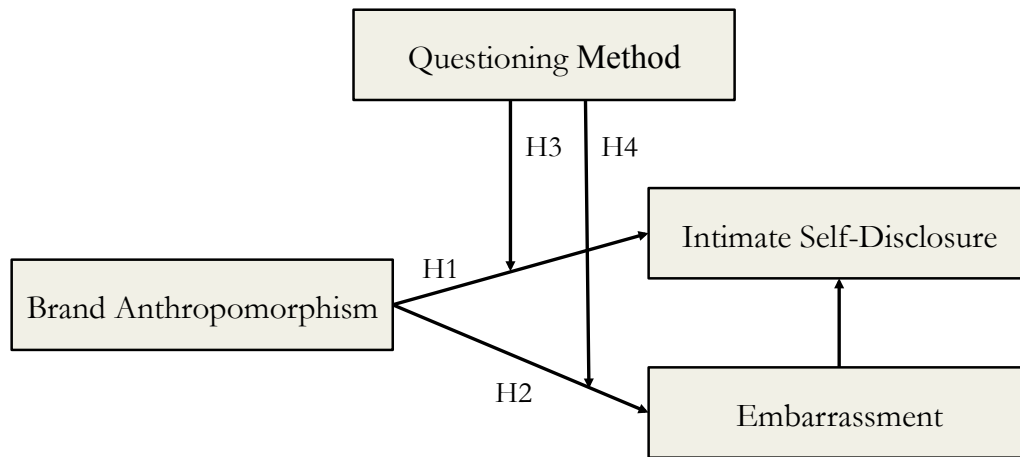 Questioning Method
H3
H4
Intimate Self-Disclosure
H1
Brand Anthropomorphism
H2
Embarrassment